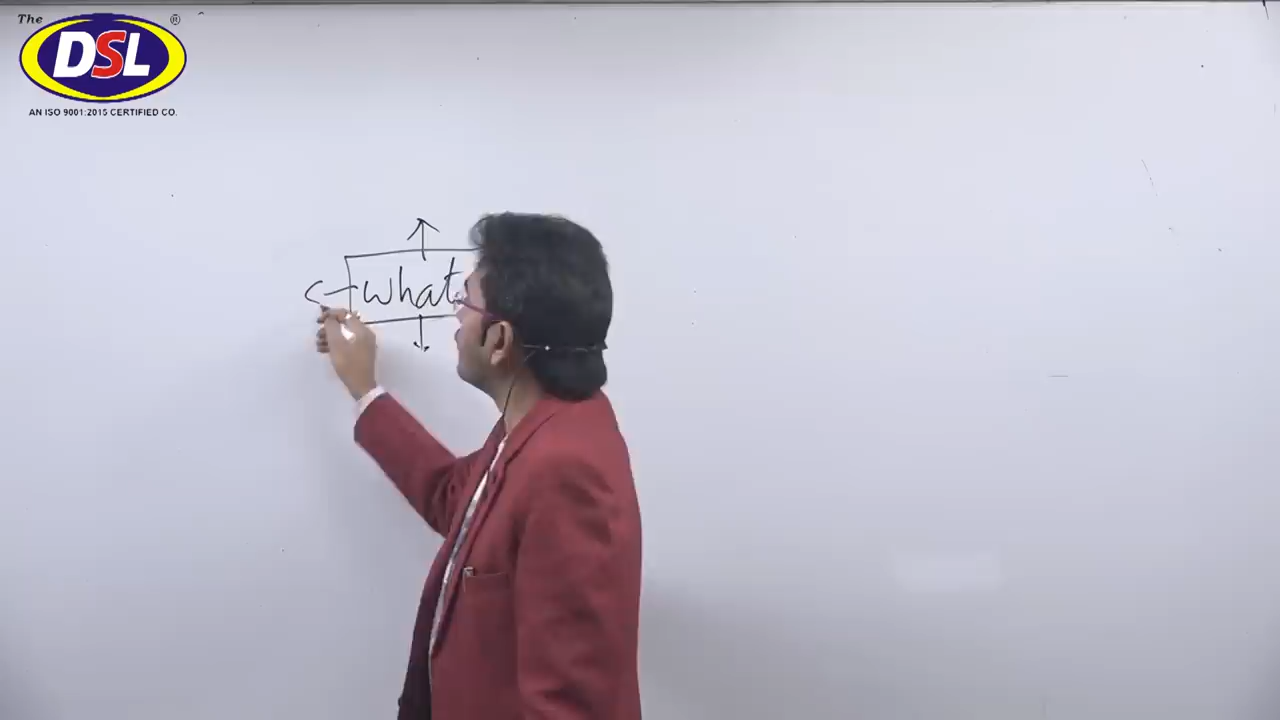 The
®
DSL
AN ISO 9001:2015 CERTIFIED CO.
what